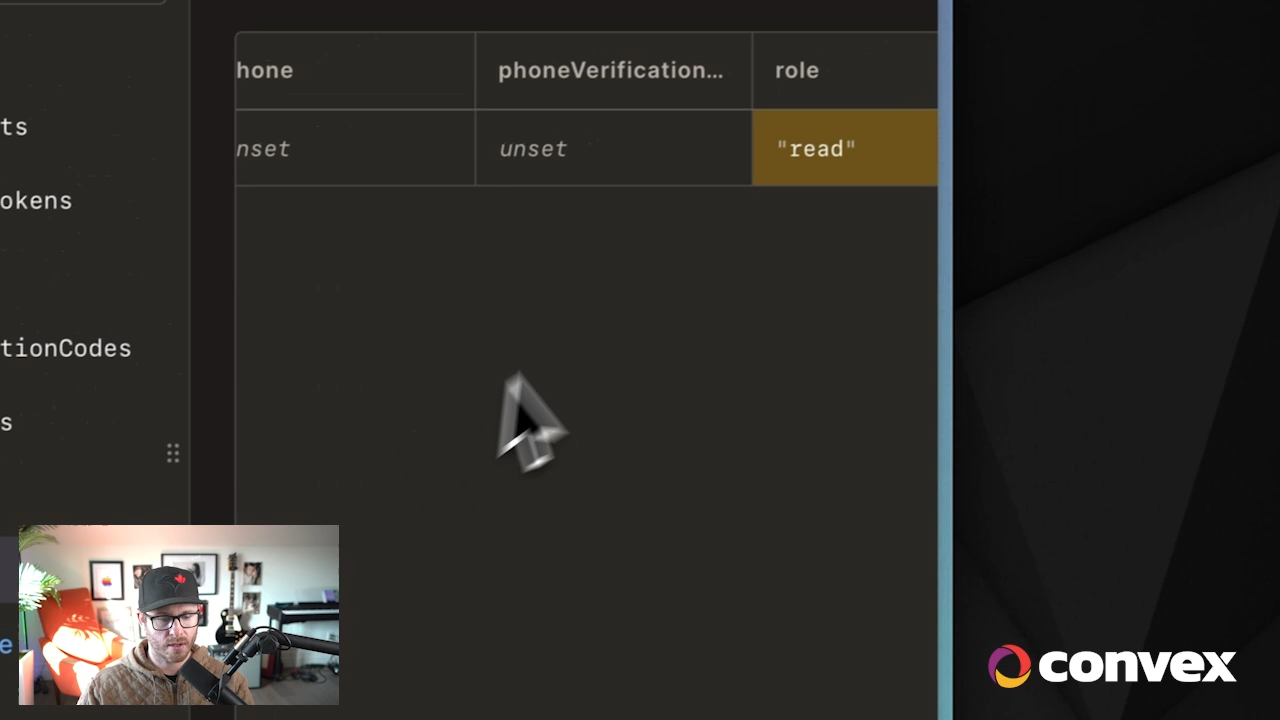 hone phoneVerification... role
nset unset "read"
ts
okens
tionCodes
s
e
convex